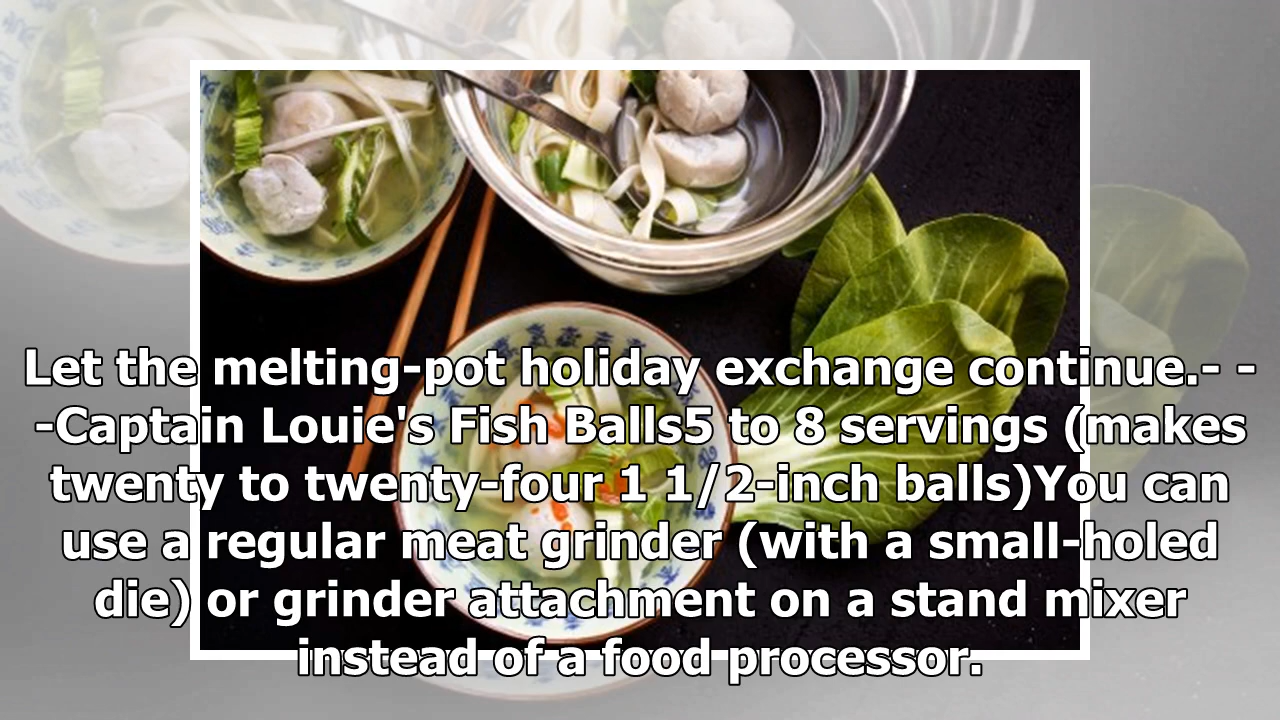 Let the melting-pot holiday exchange continue.- -
-Captain Louie's Fish Balls5 to 8 servings (makes
twenty to twenty-four 1 1/2-inch balls)You can
use a regular meat grinder (with a small-holed
die) or grinder attachment on a stand mixer
instead of a food processor.